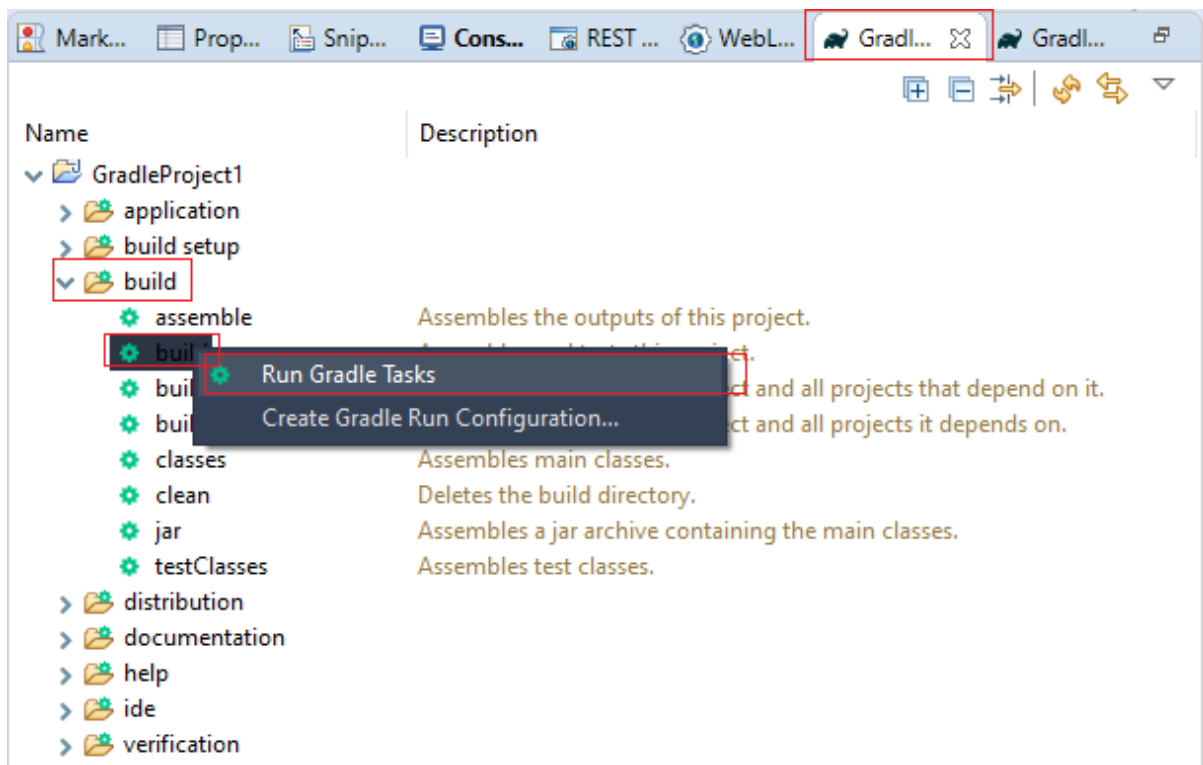 Mark... Prop... Snip... Cons... REST ... WebL... Gradl... Gradl...
Name Description
GradleProject1
application
build setup
build
assemble Assembles the outputs of this project.
Run Gradle Tasks
ct and all projects that depend on it.
Create Gradle Run Configuration...
ct and all projects it depends on.
classes Assembles main classes.
clean Deletes the build directory.
jar Assembles a jar archive containing the main classes.
testClasses Assembles test classes.
distribution
documentation
help
ide
verification